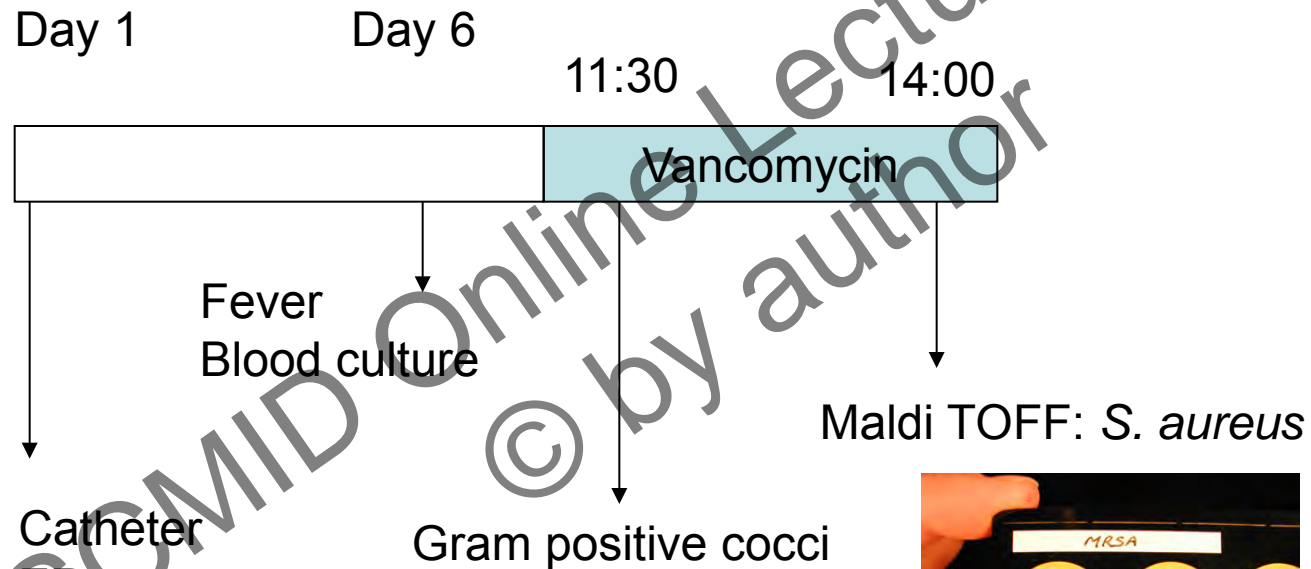 Day 1
Day 6
11:30
14:00
Vancomycin
Fever
Blood culture
Maldi TOFF: S. aureus
Catheter
Gram positive cocci
MRSA
ESCMID Online Lectu
© by author